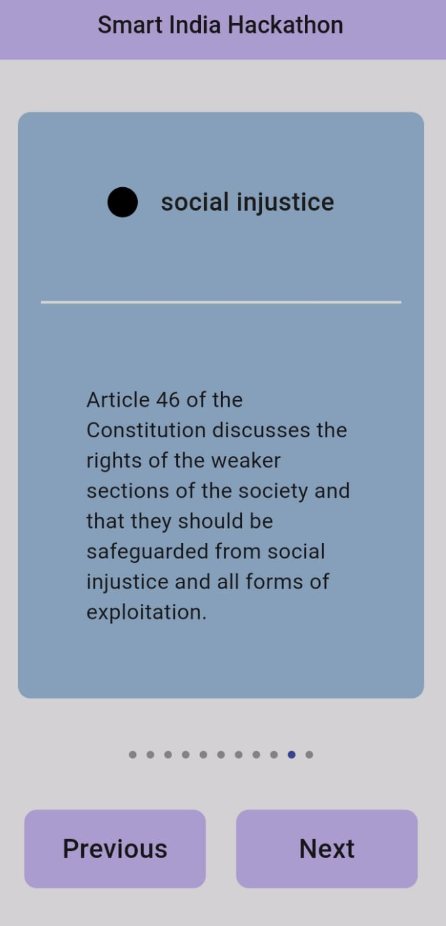 Smart India Hackathon
social injustice
Article 46 of the
Constitution discusses the
rights of the weaker
sections of the society and
that they should be
safeguarded from social
injustice and all forms of
exploitation.
Previous
Next